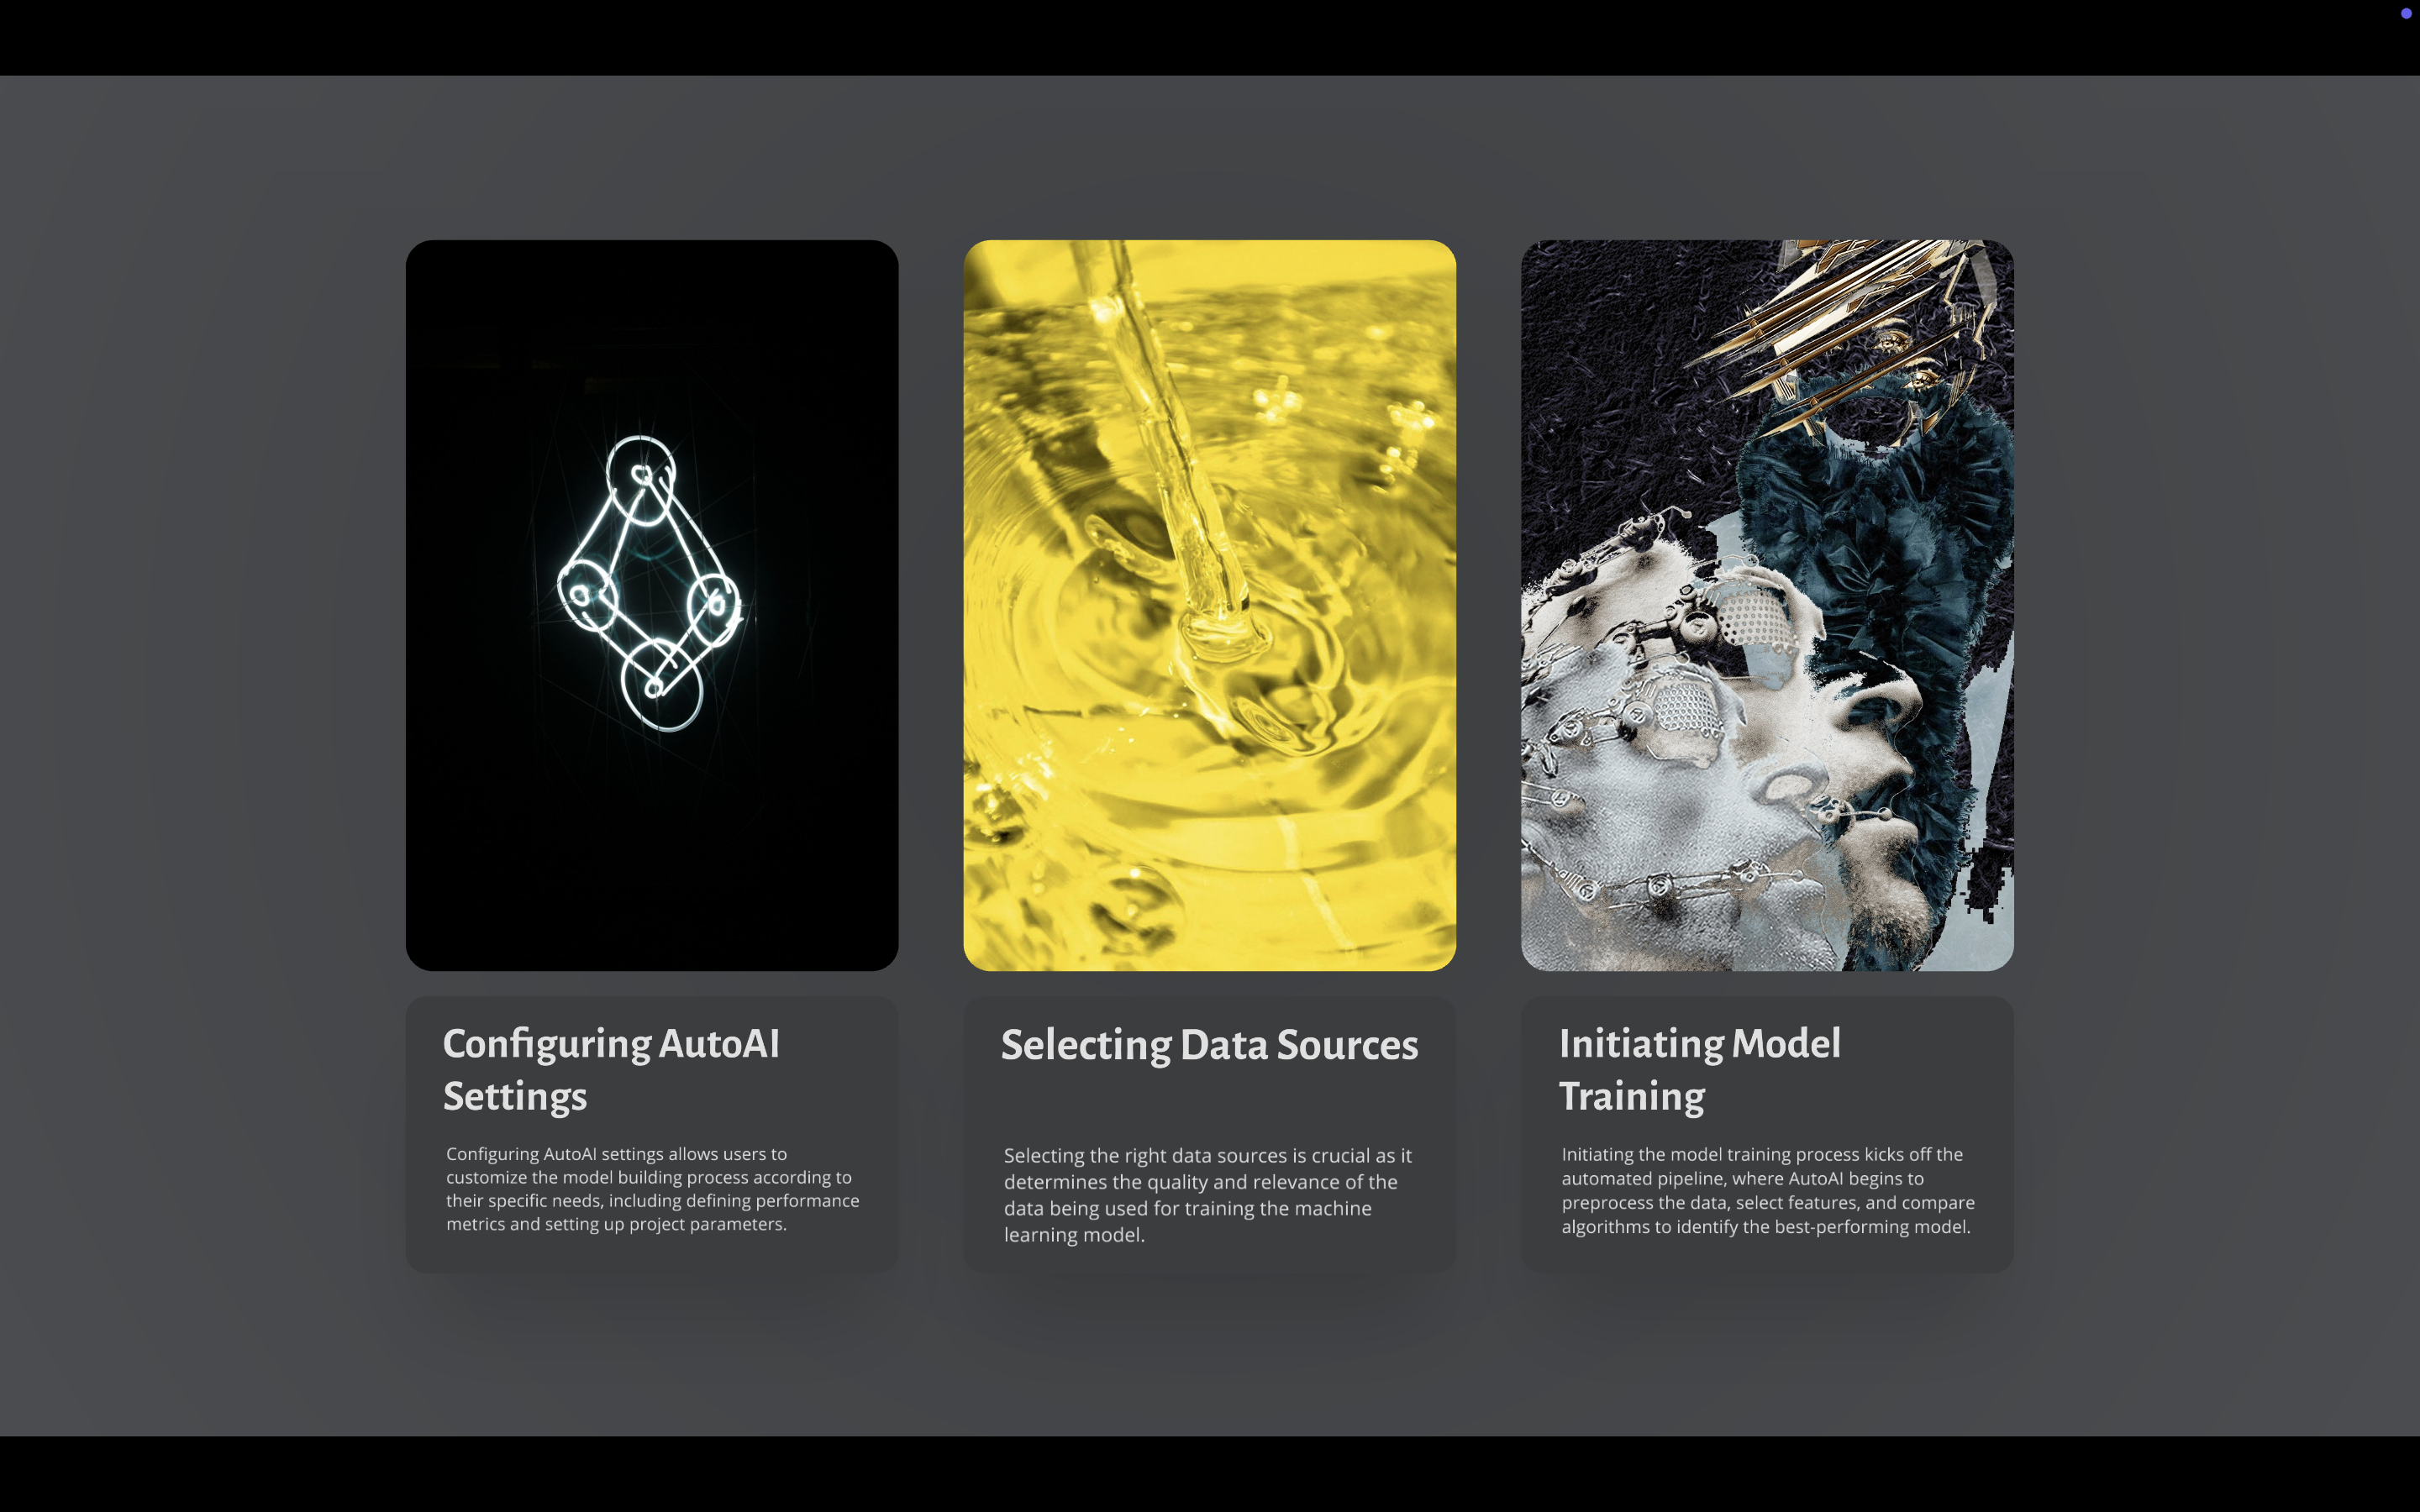 Configuring AutoAI
Settings
Configuring AutoAI settings allows users to
customize the model building process according to
their specific needs, including defining performance
metrics and setting up project parameters.
Selecting Data Sources
Selecting the right data sources is crucial as it
determines the quality and relevance of the
data being used for training the machine
learning model.
Initiating Model
Training
Initiating the model training process kicks off the
automated pipeline, where AutoAI begins to
preprocess the data, select features, and compare
algorithms to identify the best-performing model.